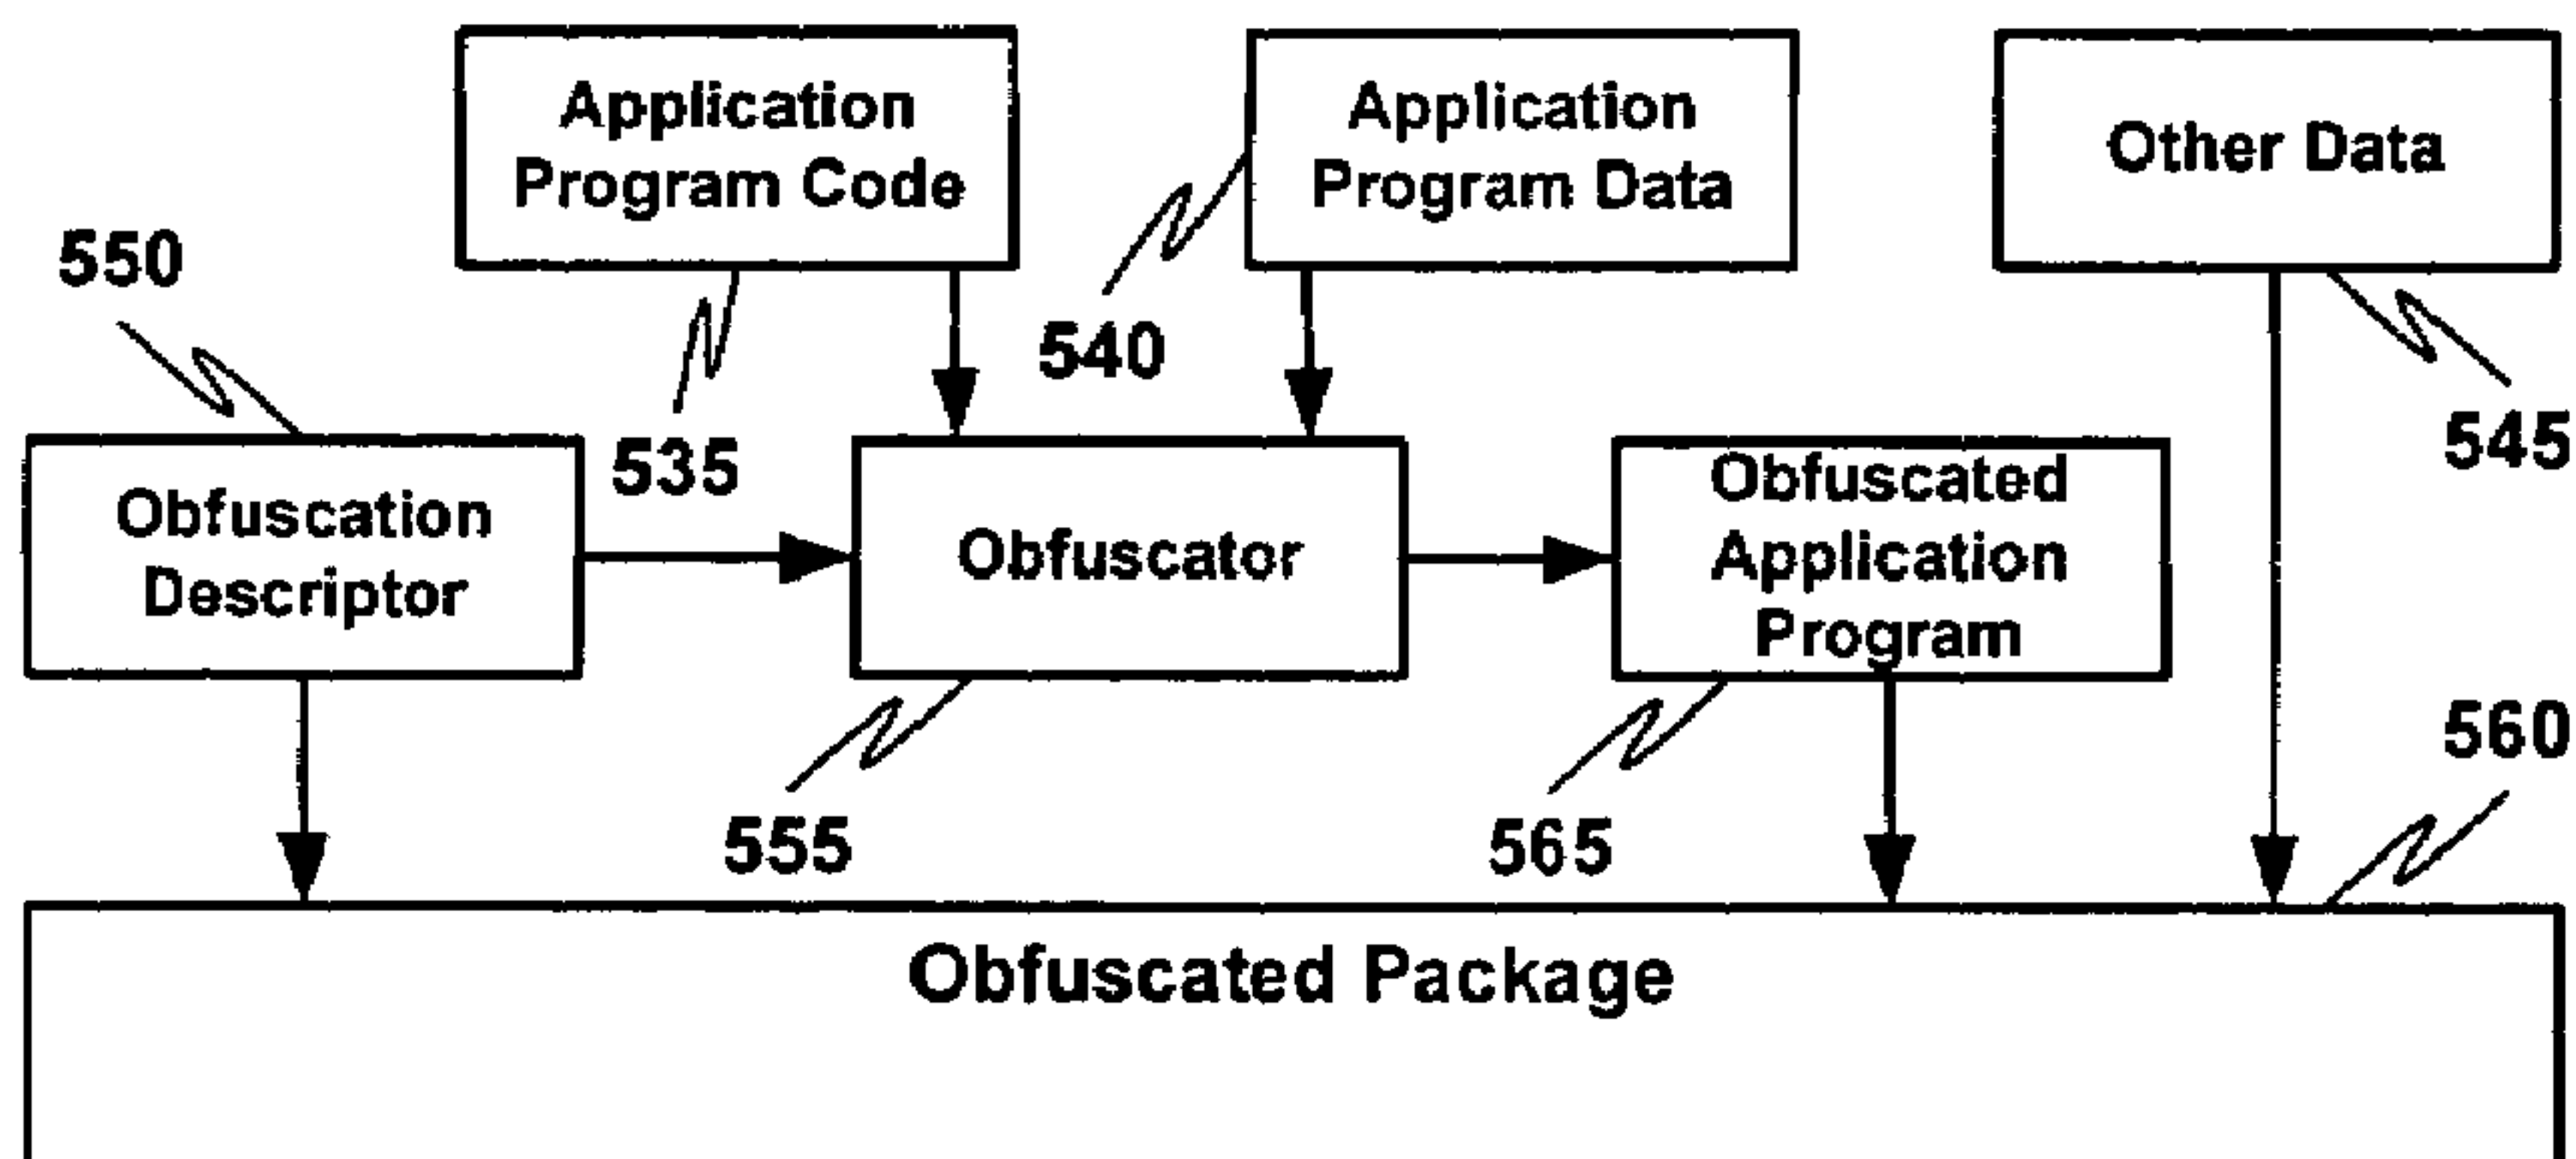 Application
Program Code
Application
Program Data
Other Data
550
540
535
545
Obfuscation
Descriptor
Obfuscator
Obfuscated
Application
Program
560
555
565
Obfuscated Package